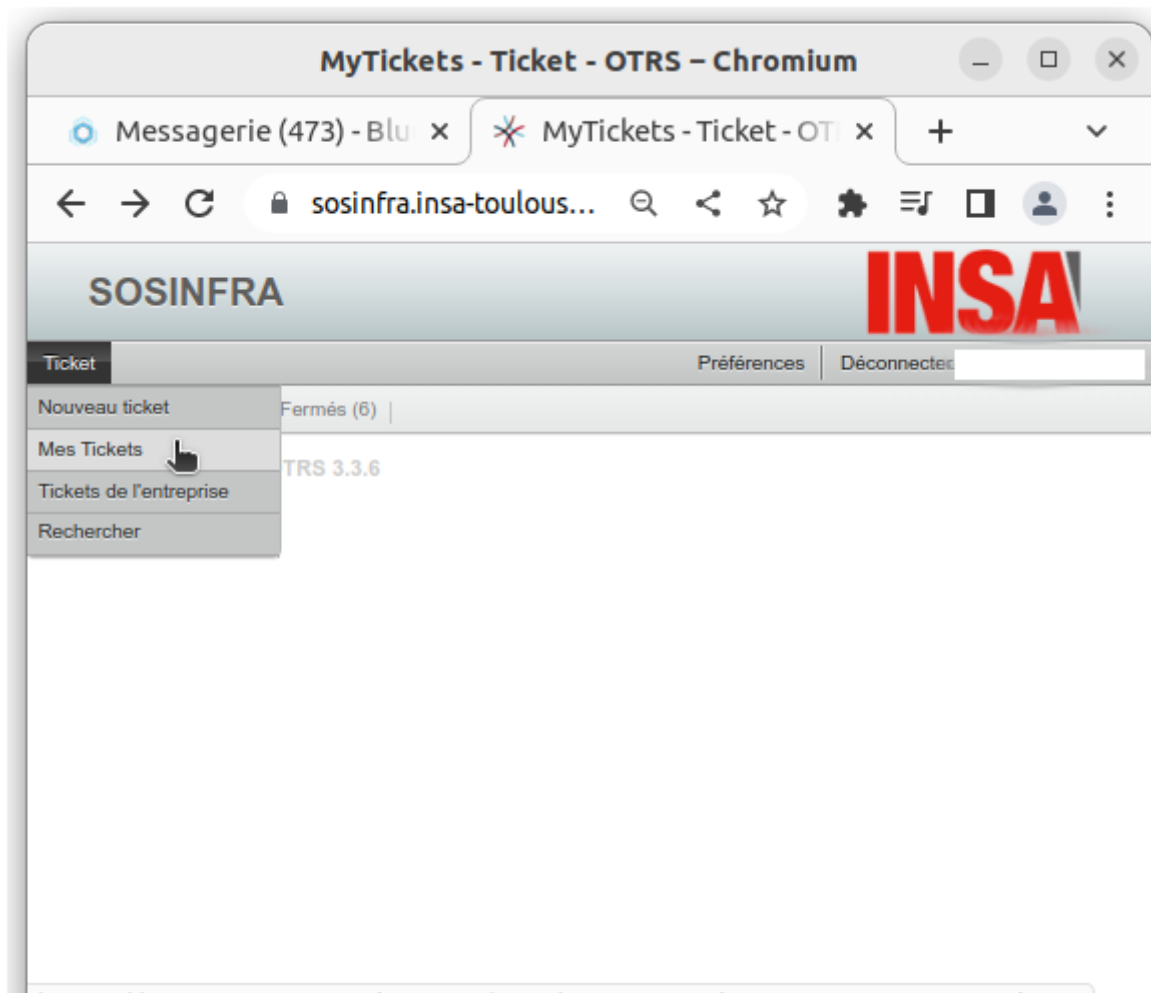 MyTickets - Ticket - OTRS – Chromium
Messagerie (473) - Blu
MyTickets - Ticket - OT
sosinfra.insa-toulous...
SOSINFRA
INSA
Ticket
Préférences
Déconnectec
Nouveau ticket
Fermés (6)
Mes Tickets
TRS 3.3.6
Tickets de l'entreprise
Rechercher